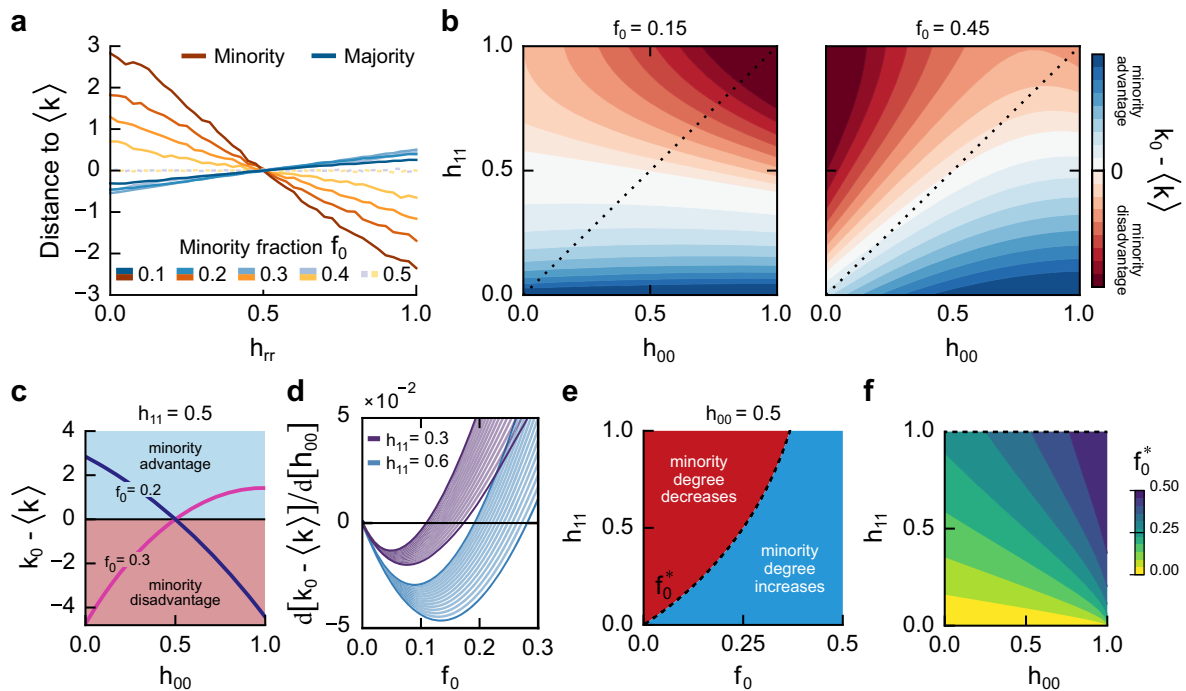 a
3
2
1
0
−1
−2
−3
Distance to ⟨k⟩
Minority
Majority
Minority fraction f₀
0.1
0.2
0.3
0.4
0.5
0.0
0.5
1.0
h_rr
b
f₀ = 0.15
1.0
0.5
0.0
h₁₁
0.0
0.5
1.0
h₀₀
f₀ = 0.45
0.0
0.5
1.0
h₀₀
minority
advantage
0
minority
disadvantage
k₀ - ⟨k⟩
c
h₁₁ = 0.5
4
2
0
−2
−4
k₀ - ⟨k⟩
minority
advantage
f₀= 0.2
f₀= 0.3
minority
disadvantage
0.0
0.5
1.0
h₀₀
d
×10⁻²
5
0
−5
d[k₀ - ⟨k⟩]/d[h₀₀]
h₁₁ = 0.3
h₁₁ = 0.6
0.0
0.1
0.2
0.3
f₀
e
h₀₀ = 0.5
1.0
0.5
0.0
h₁₁
minority
degree
decreases
minority
degree
increases
f₀*
0.0
0.25
0.5
f₀
f
1.0
0.5
0.0
h₁₁
0.0
0.5
1.0
h₀₀
f₀*
0.50
0.25
0.00